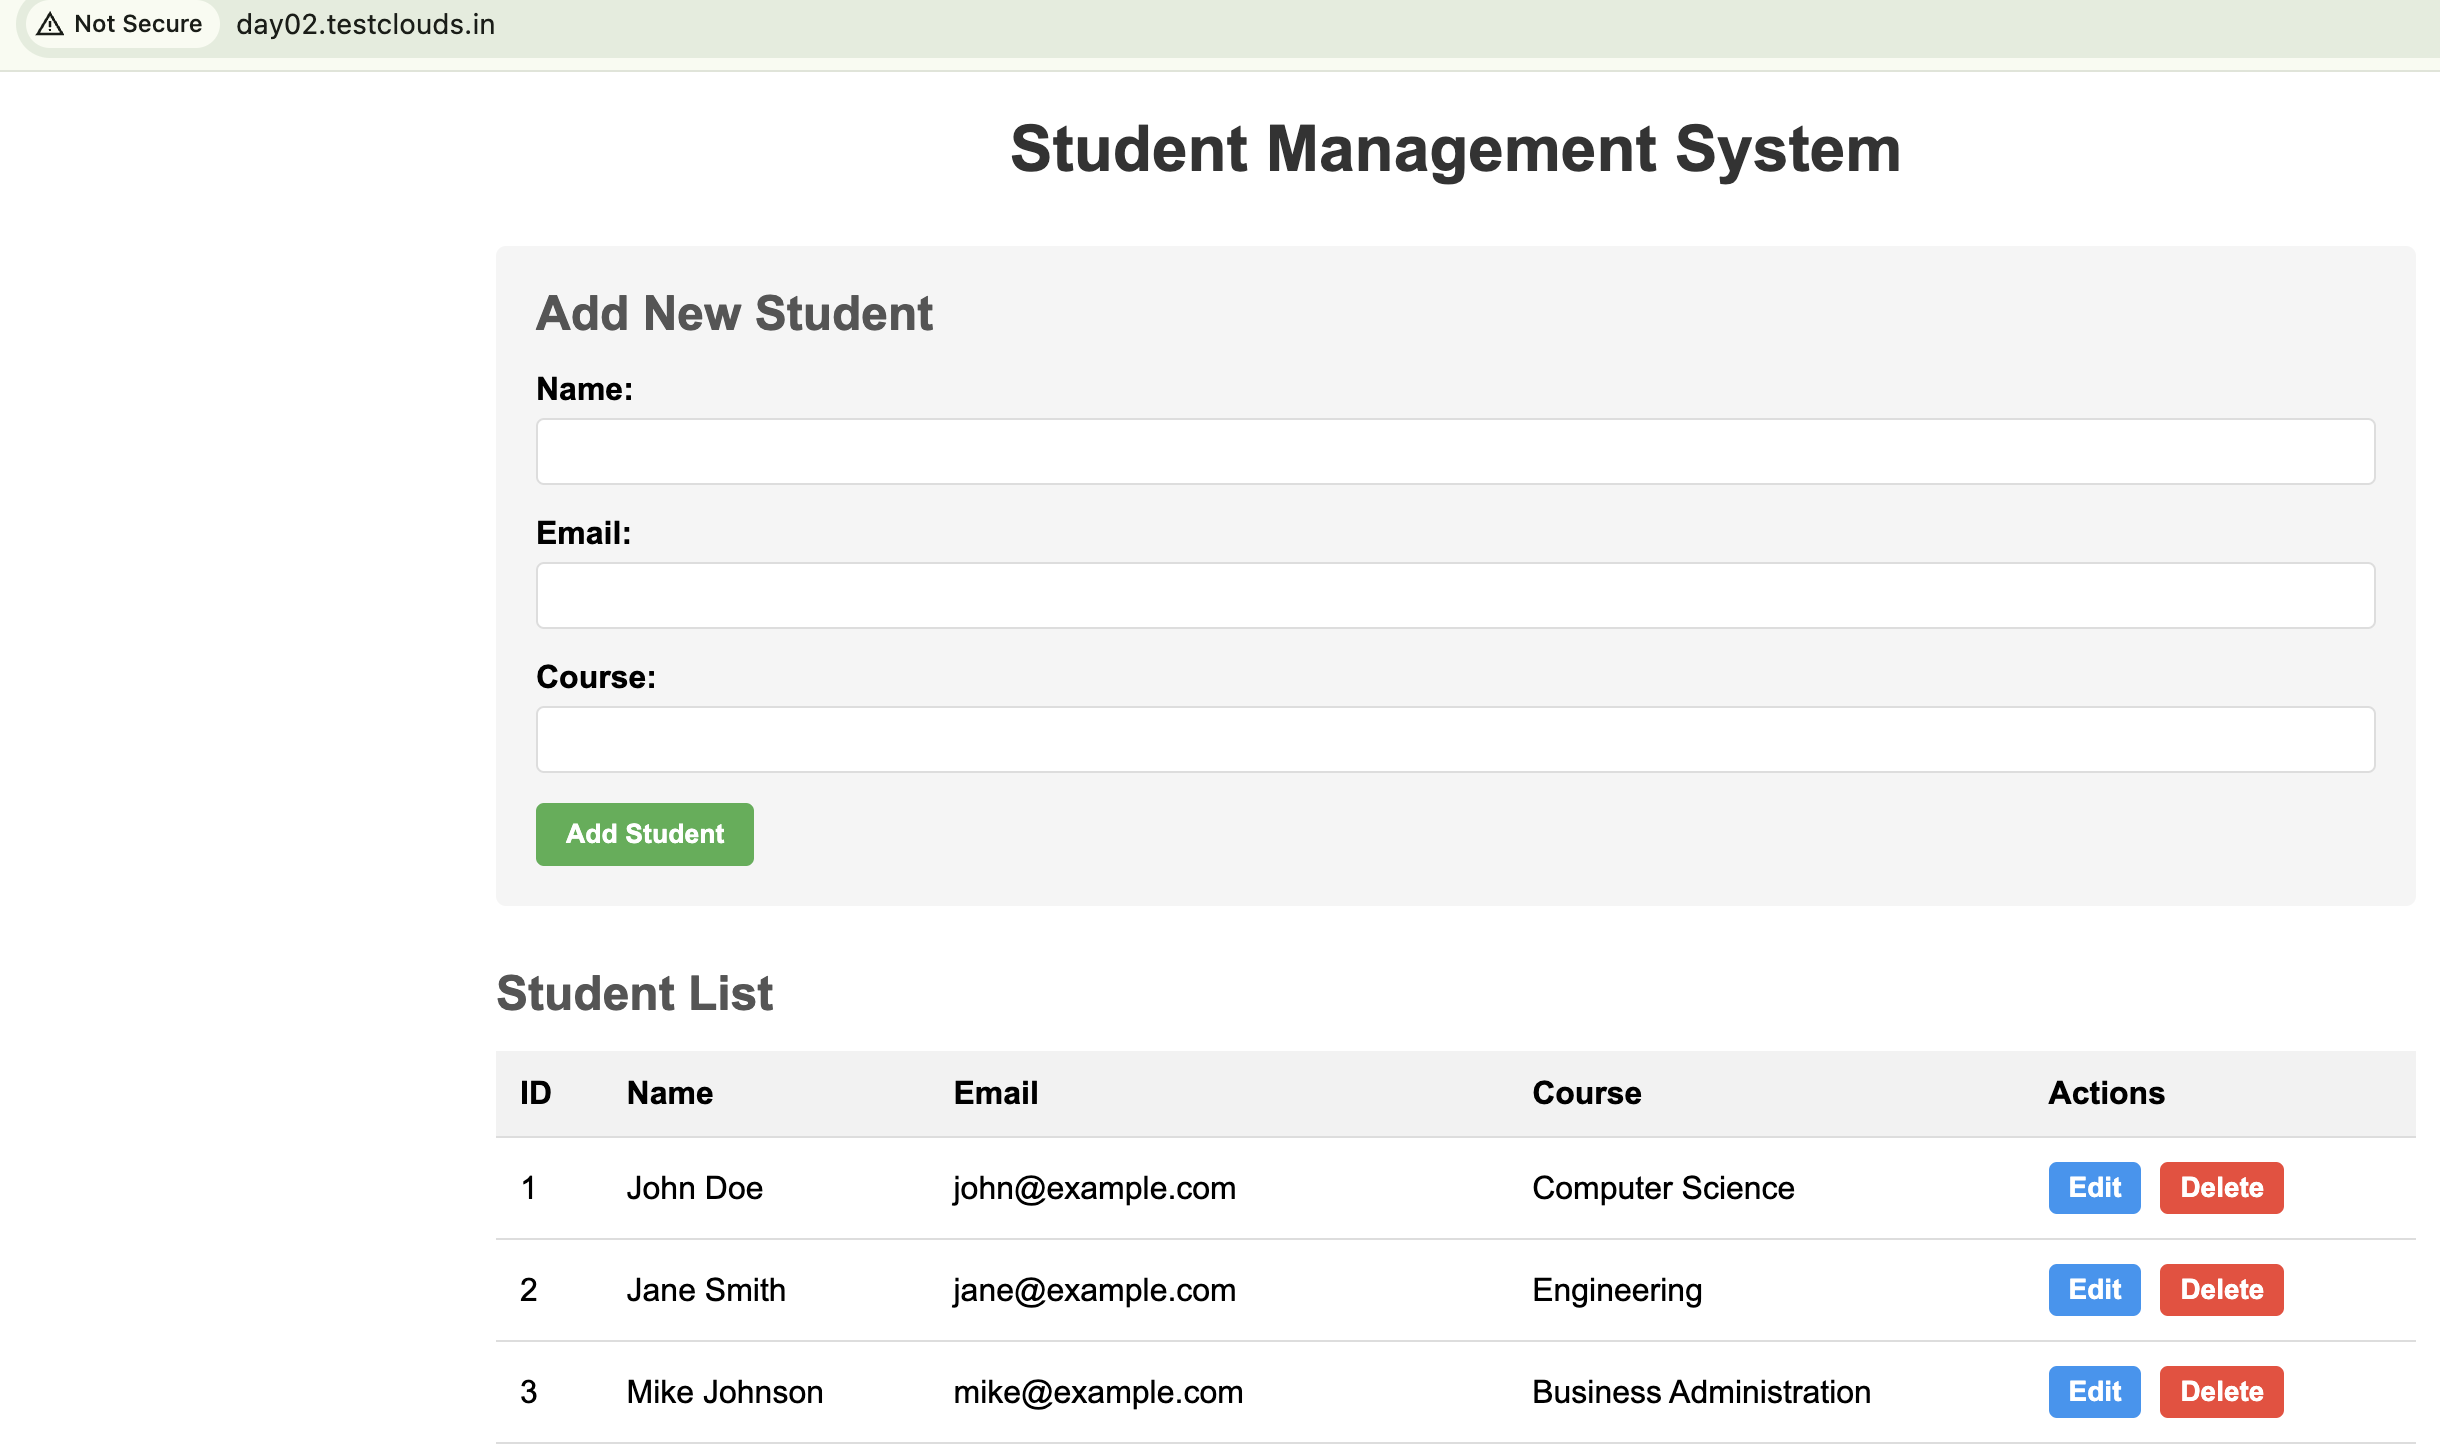 Not Secure day02.testclouds.in
Student Management System
Add New Student
Name:
Email:
Course:
Add Student
Student List
ID Name Email Course Actions
1 John Doe john@example.com Computer Science Edit Delete
2 Jane Smith jane@example.com Engineering Edit Delete
3 Mike Johnson mike@example.com Business Administration Edit Delete